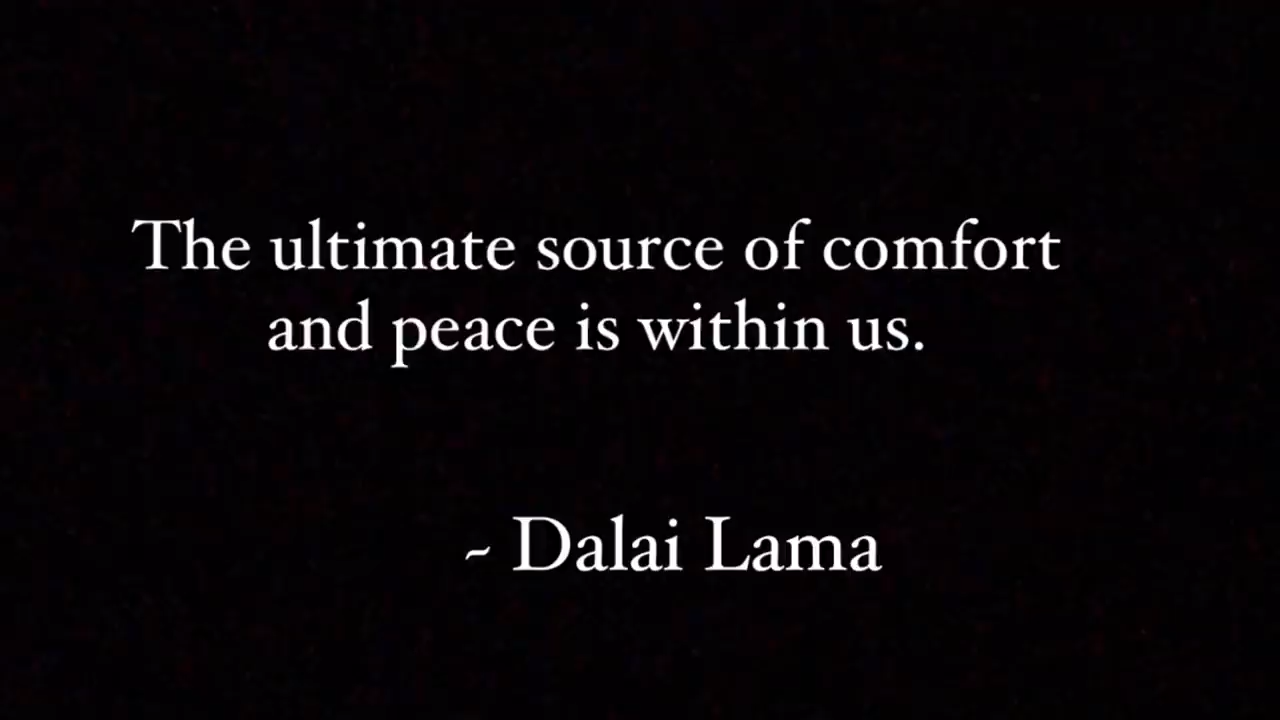 The ultimate source of comfort
and peace is within us.
~ Dalai Lama